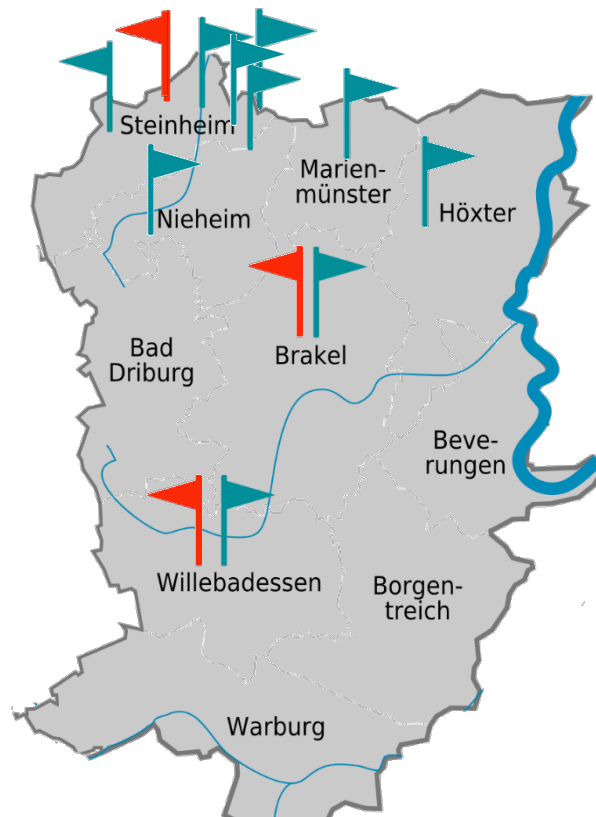 Steinheim
Marien-
münster
Höxter
Nieheim
Bad
Driburg
Brakel
Beve-
rungen
Willebadessen
Borgen-
treich
Warburg